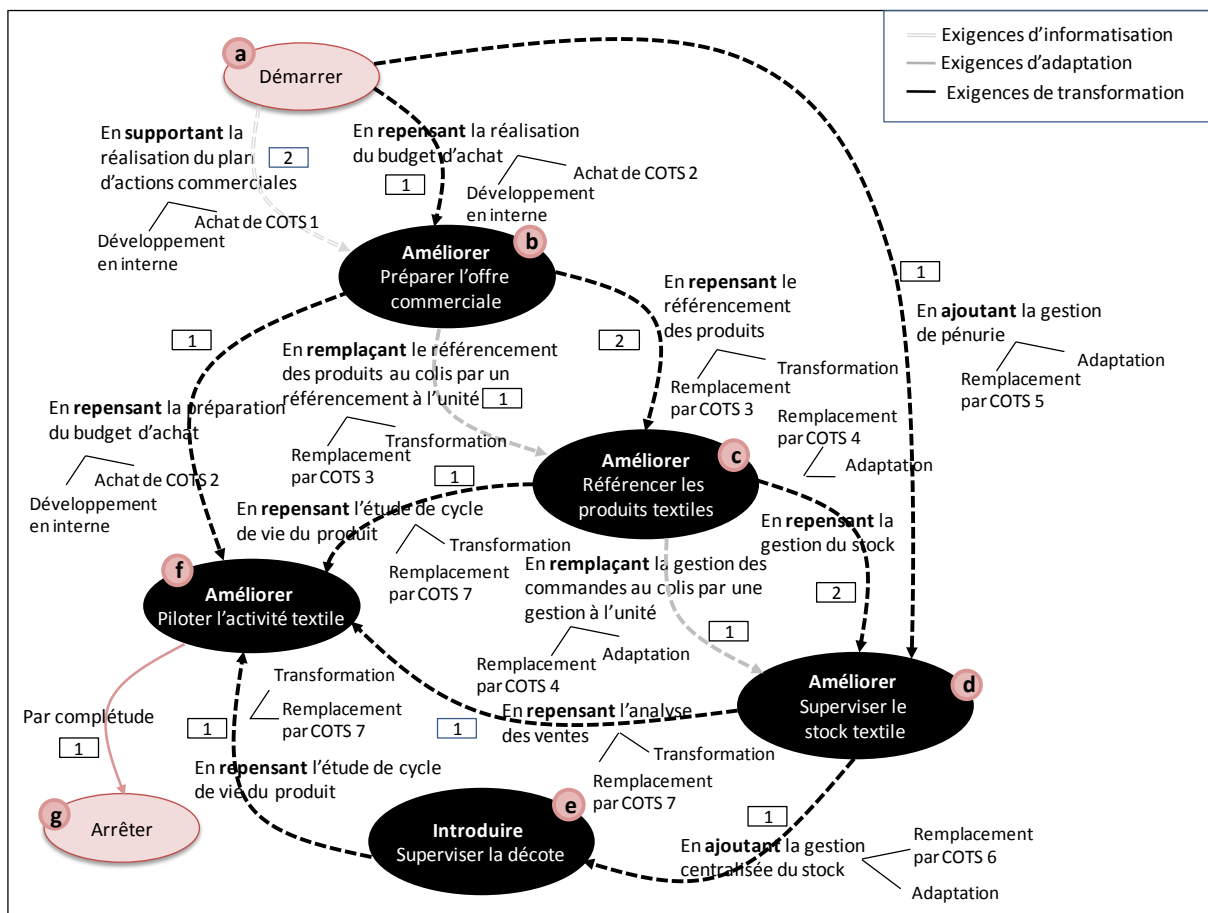 Exigences d'informatisation
Exigences d'adaptation
Exigences de transformation
a
Démarrer
En supportant la
réalisation du plan
d'actions commerciales
2
Achat de COTS 1
Développement
en interne
En repensant la réalisation
du budget d'achat
1
Achat de COTS 2
Développement
en interne
b
Améliorer
Préparer l'offre
commerciale
1
En ajoutant la gestion
de pénurie
Adaptation
Remplacement
par COTS 5
En repensant le
référencement
des produits
2
Transformation
Remplacement
par COTS 3
1
En repensant la préparation
du budget d'achat
Achat de COTS 2
Développement
en interne
En remplaçant le référencement
des produits au colis par un
référencement à l'unité
1
Transformation
Remplacement
par COTS 3
c
Améliorer
Référencer les
produits textiles
Remplacement
par COTS 4
Adaptation
En repensant la
gestion du stock
2
1
En repensant l'étude de cycle
de vie du produit
Transformation
Remplacement
par COTS 7
En remplaçant la gestion des
commandes au colis par une
gestion à l'unité
1
Adaptation
Remplacement
par COTS 4
f
Améliorer
Piloter l'activité textile
d
Améliorer
Superviser le
stock textile
En repensant l'analyse
des ventes
1
Transformation
Remplacement
par COTS 7
Transformation
Remplacement
par COTS 7
1
En repensant l'étude de cycle
de vie du produit
Par complétude
1
g
Arrêter
e
Introduire
Superviser la décote
1
En ajoutant la gestion
centralisée du stock
Remplacement
par COTS 6
Adaptation